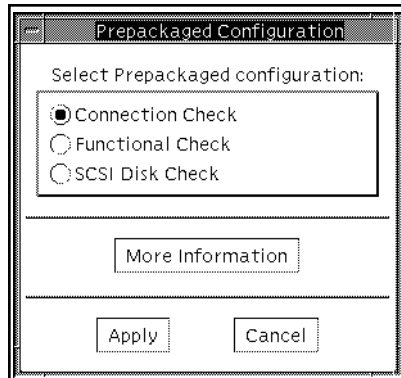 Prepackaged Configuration
Select Prepackaged configuration:
Connection Check
Functional Check
SCSI Disk Check
More Information
Apply Cancel